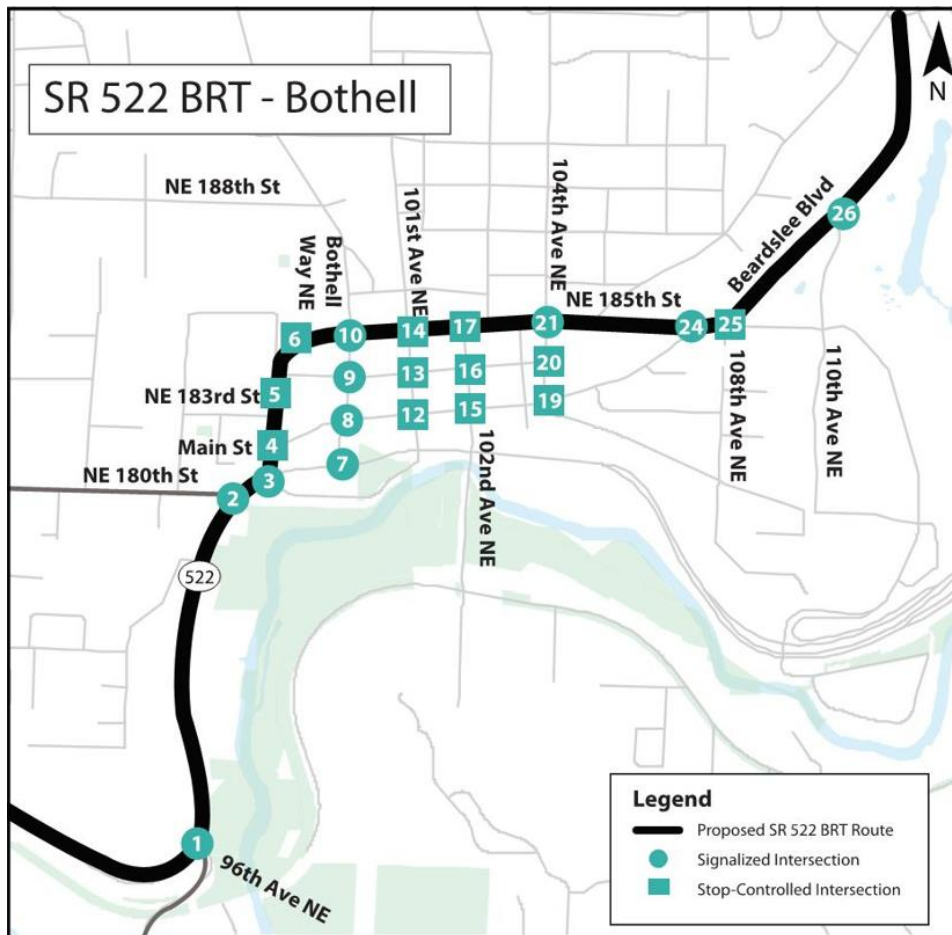 SR 522 BRT - Bothell
N
NE 188th St
Bothell
Way NE
101st Ave NE
104th Ave NE
Beardslee Blvd
26
NE 185th St
6
10
14
17
21
24
25
NE 183rd St
5
9
13
16
20
108th Ave NE
110th Ave NE
Main St
4
8
12
15
19
NE 180th St
2
3
7
102nd Ave NE
522
1
96th Ave NE
Legend
Proposed SR 522 BRT Route
Signalized Intersection
Stop-Controlled Intersection